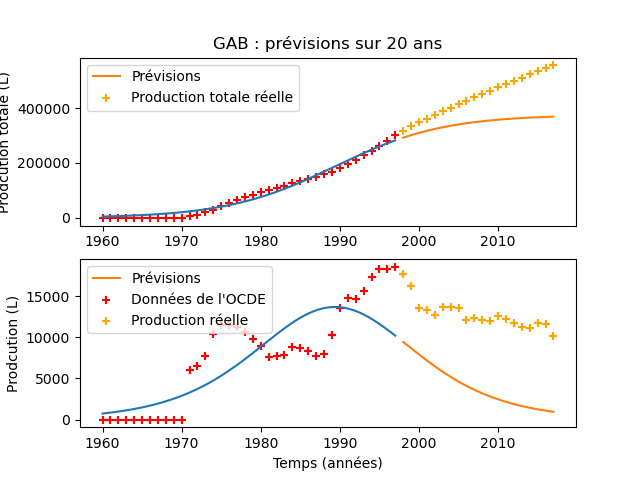 GAB : prévisions sur 20 ans
Prodcution totale (L)
400000
200000
0
Prévisions
Production totale réelle
1960 1970 1980 1990 2000 2010
Prodcution (L)
15000
10000
5000
0
Prévisions
Données de l'OCDE
Production réelle
1960 1970 1980 1990 2000 2010
Temps (années)